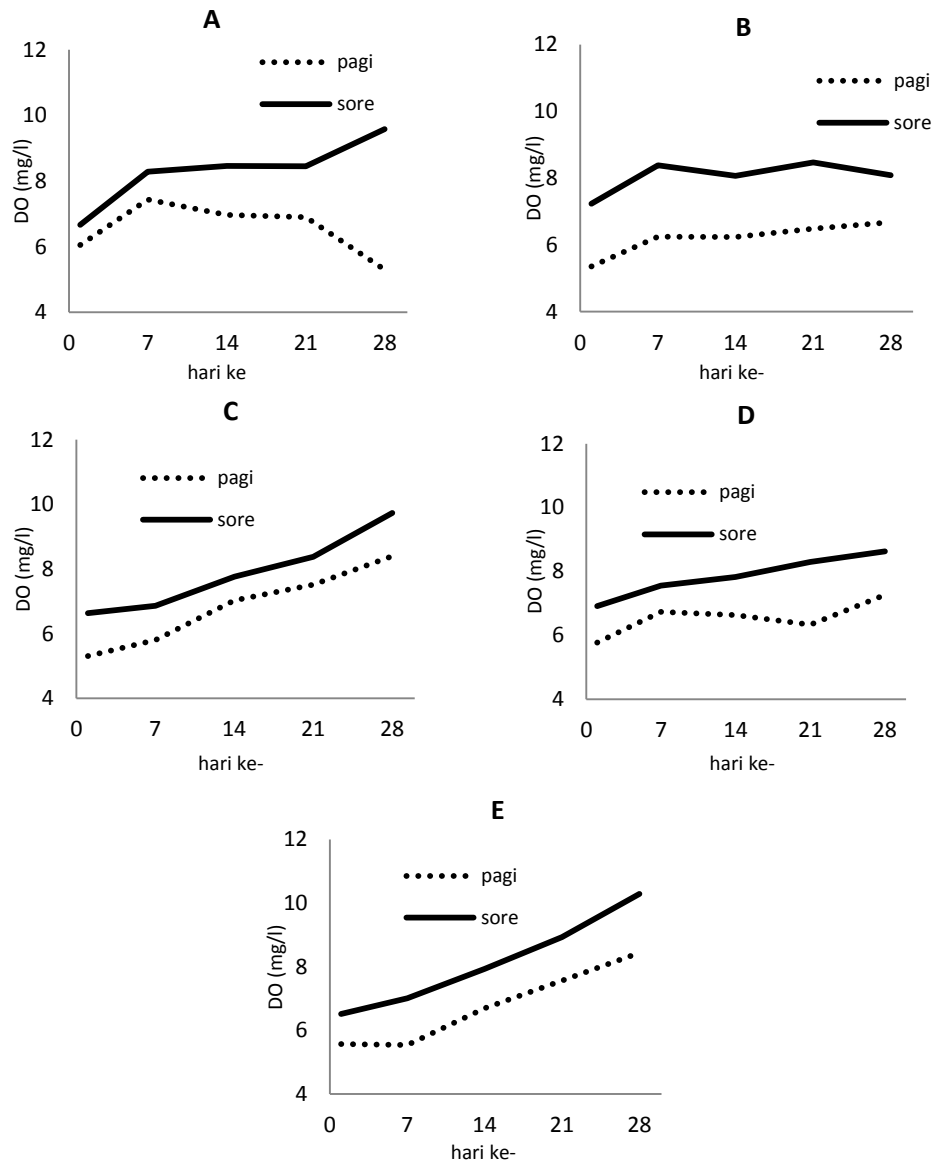 A
12
10
8
6
4
DO (mg/l)
pagi
sore
0 7 14 21 28
hari ke
B
12
10
8
6
4
DO (mg/l)
pagi
sore
0 7 14 21 28
hari ke-
C
12
10
8
6
4
DO (mg/l)
pagi
sore
0 7 14 21 28
hari ke-
D
12
10
8
6
4
DO (mg/l)
pagi
sore
0 7 14 21 28
hari ke-
E
12
10
8
6
4
DO (mg/l)
pagi
sore
0 7 14 21 28
hari ke-